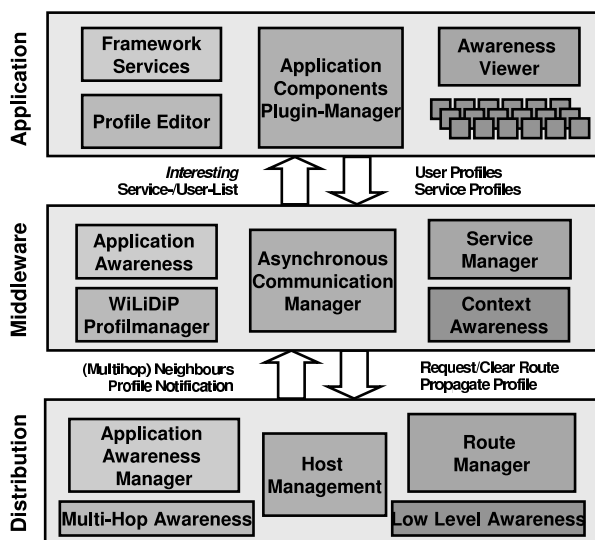 Application
Framework
Services
Profile Editor
Application
Components
Plugin-Manager
Awareness
Viewer
Interesting
Service-/User-List
User Profiles
Service Profiles
Middleware
Application
Awareness
WiLiDiP
Profilmanager
Asynchronous
Communication
Manager
Service
Manager
Context
Awareness
(Multihop) Neighbours
Profile Notification
Request/Clear Route
Propagate Profile
Distribution
Application
Awareness
Manager
Multi-Hop Awareness
Host
Management
Route
Manager
Low Level Awareness